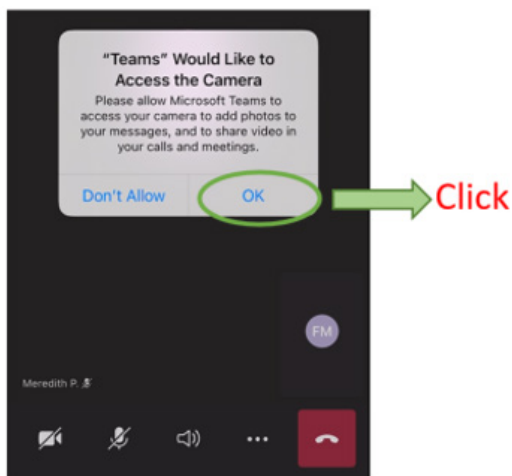 "Teams" Would Like to
Access the Camera
Please allow Microsoft Teams to
access your camera to add photos to
your messages, and to share video in
your calls and meetings.
Don't Allow
OK
Click
FM
Meredith P.